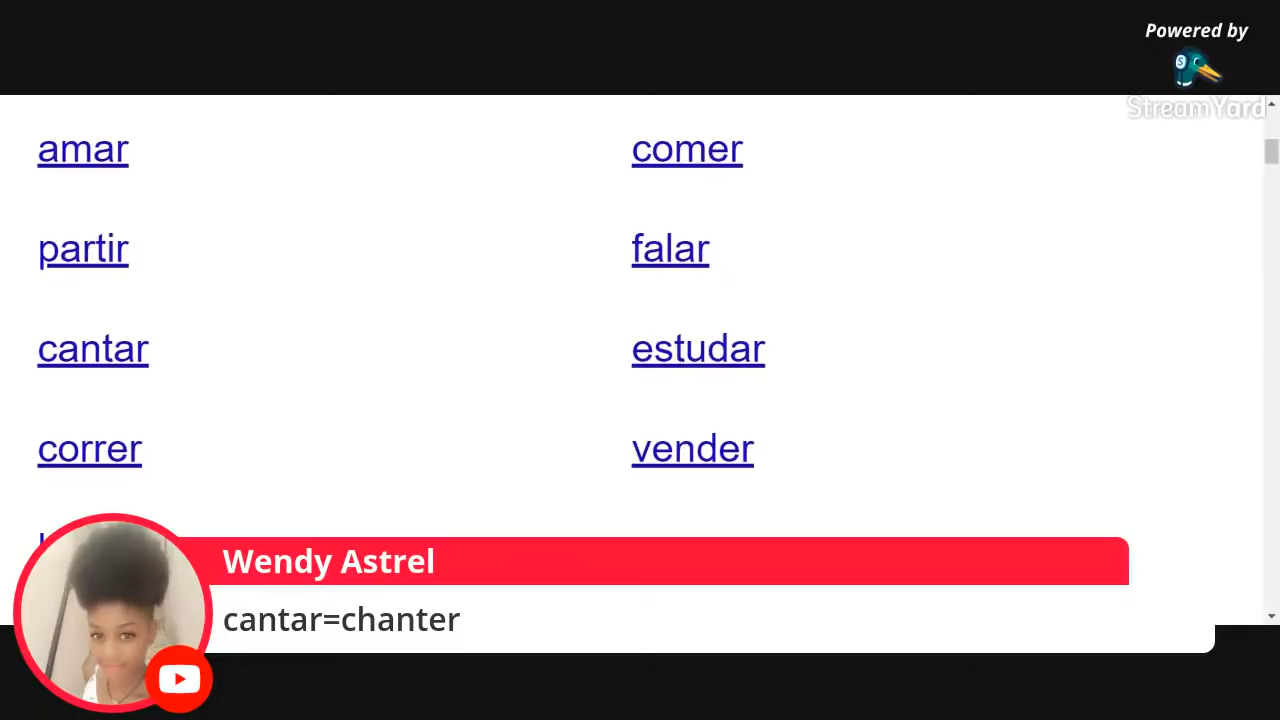 Powered by
StreamYard
amar
comer
partir
falar
cantar
estudar
correr
vender
Wendy Astrel
cantar=chanter